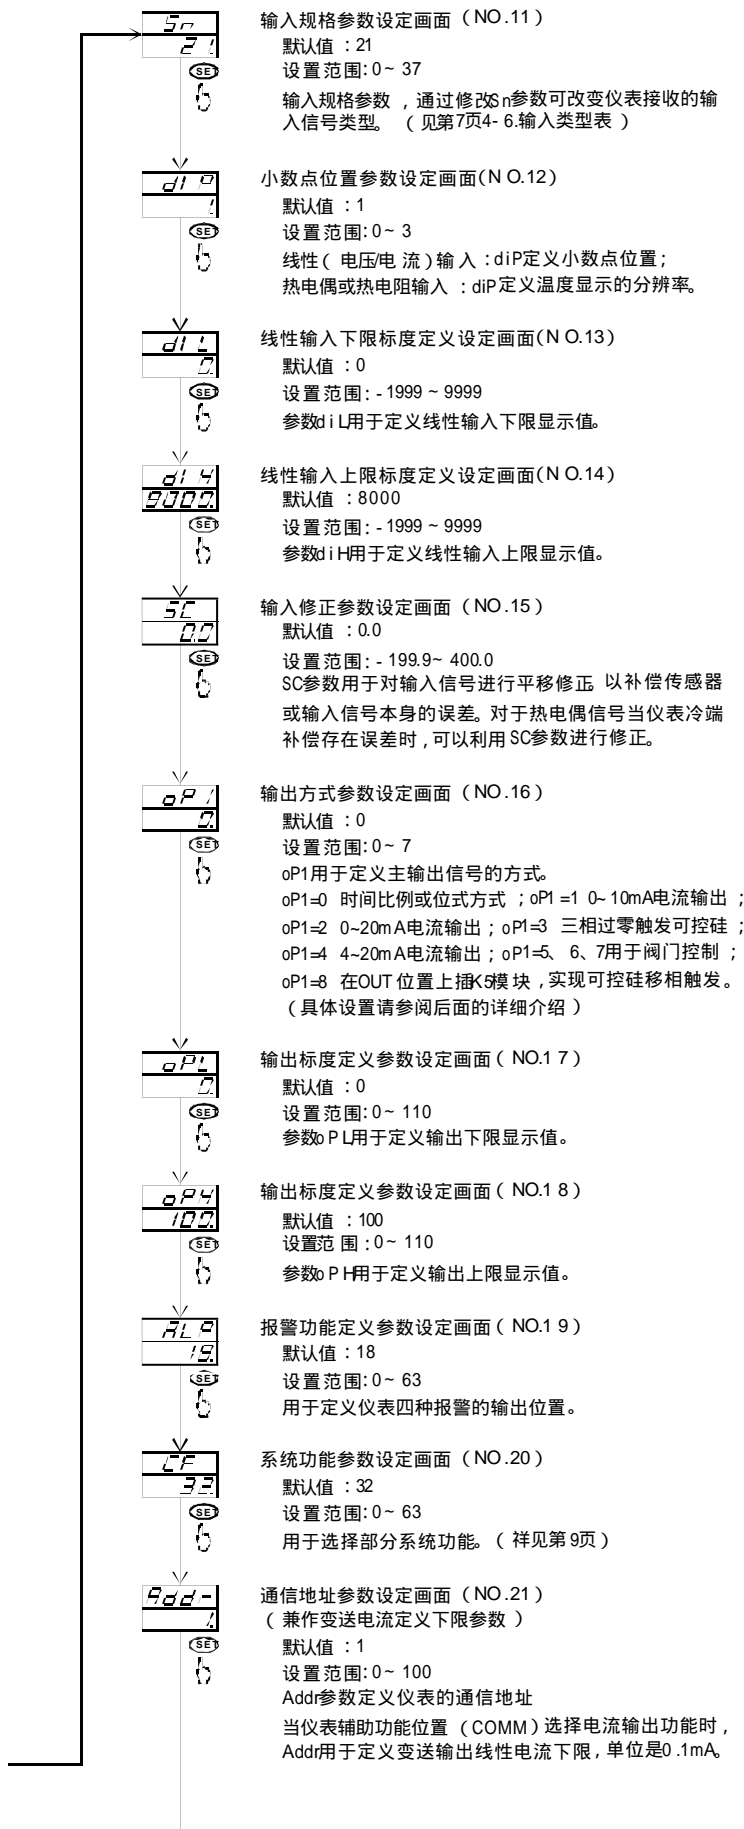 Sn
21.
SET
输入规格参数设定画面（NO.11）
默认值：21
设置范围：0~ 37
输入规格参数 ，通过修改Sn参数可改变仪表接收的输
入信号类型。（见第7页4-6.输入类型表）
diP
1.
SET
小数点位置参数设定画面(NO.12)
默认值：1
设置范围：0~ 3
线性（电压/电流）输入：diP定义小数点位置；
热电偶或热电阻输入：diP定义温度显示的分辨率。
diL
0.
SET
线性输入下限标度定义设定画面(NO.13)
默认值：0
设置范围：-1999 ~ 9999
参数diL用于定义线性输入下限显示值。
diH
9000.
SET
线性输入上限标度定义设定画面(NO.14)
默认值：8000
设置范围：-1999 ~ 9999
参数diH用于定义线性输入上限显示值。
SC
0.0
SET
输入修正参数设定画面（NO.15）
默认值：0.0
设置范围：-199.9~ 400.0
SC参数用于对输入信号进行平移修正 以补偿传感器
或输入信号本身的误差。对于热电偶信号当仪表冷端
补偿存在误差时，可以利用SC参数进行修正。
oP1
0.
SET
输出方式参数设定画面（NO.16）
默认值：0
设置范围：0~ 7
oP1用于定义主输出信号的方式。
oP1=0 时间比例或位式方式；oP1=1 0~10mA电流输出；
oP1=2 0~20mA电流输出；oP1=3 三相过零触发可控硅；
oP1=4 4~20mA电流输出；oP1=5、6、7用于阀门控制；
oP1=8 在OUT位置上插K5模块，实现可控硅移相触发。
（具体设置请参阅后面的详细介绍）
oPL
0.
SET
输出标度定义参数设定画面（NO.17）
默认值：0
设置范围：0~ 110
参数oPL用于定义输出下限显示值。
oPH
100.
SET
输出标度定义参数设定画面（NO.18）
默认值：100
设置范围：0~ 110
参数oPH用于定义输出上限显示值。
ALP
19.
SET
报警功能定义参数设定画面（NO.19）
默认值：18
设置范围：0~ 63
用于定义仪表四种报警的输出位置。
CF
32.
SET
系统功能参数设定画面（NO.20）
默认值：32
设置范围：0~ 63
用于选择部分系统功能。（祥见第9页）
Addr
1.
SET
通信地址参数设定画面（NO.21）
（兼作变送电流定义下限参数）
默认值：1
设置范围：0~ 100
Addr参数定义仪表的通信地址
当仪表辅助功能位置（COMM）选择电流输出功能时，
Addr用于定义变送输出线性电流下限，单位是0.1mA。